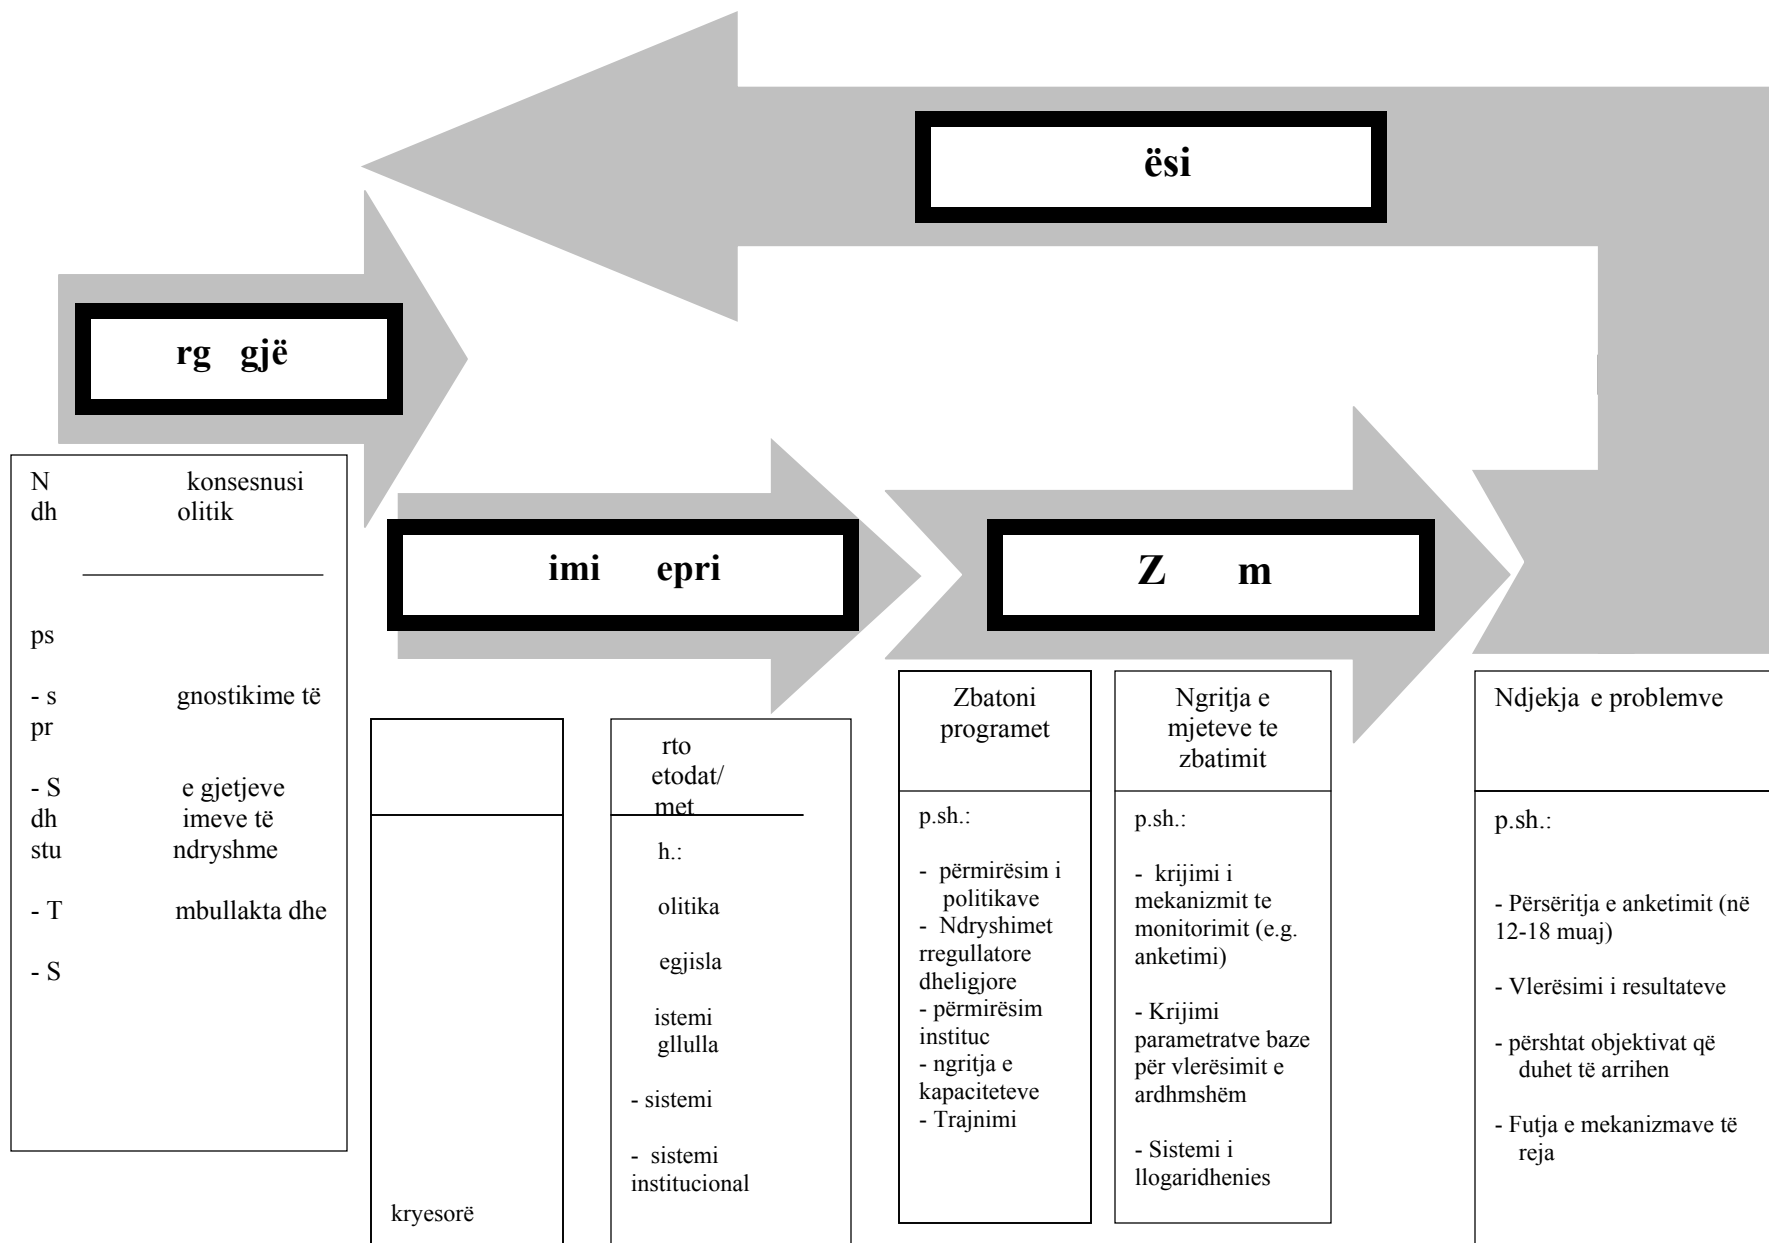 ësi
rg gjë
N konsesnusi
dh olitik
ps
- s gnostikime të
pr
- S e gjetjeve
dh imeve të
stu ndryshme
- T mbullakta dhe
- S
imi epri
Z m
kryesorë
rto
etodat/
met
h.:
olitika
egjisla
istemi
gllulla
- sistemi
- sistemi
institucional
Zbatoni
programet
p.sh.:
- përmirësim i
politikave
- Ndryshimet
rregullatore
dheligjore
- përmirësim
instituc
- ngritja e
kapaciteteve
- Trajnimi
Ngritja e
mjeteve te
zbatimit
p.sh.:
- krijimi i
mekanizmit te
monitorimit (e.g.
anketimi)
- Krijimi
parametratve baze
për vlerësimit e
ardhmshëm
- Sistemi i
llogaridhenies
Ndjekja e problemve
p.sh.:
- Përsëritja e anketimit (në
12-18 muaj)
- Vlerësimi i resultateve
- përshtat objektivat që
duhet të arrihen
- Futja e mekanizmave të
reja